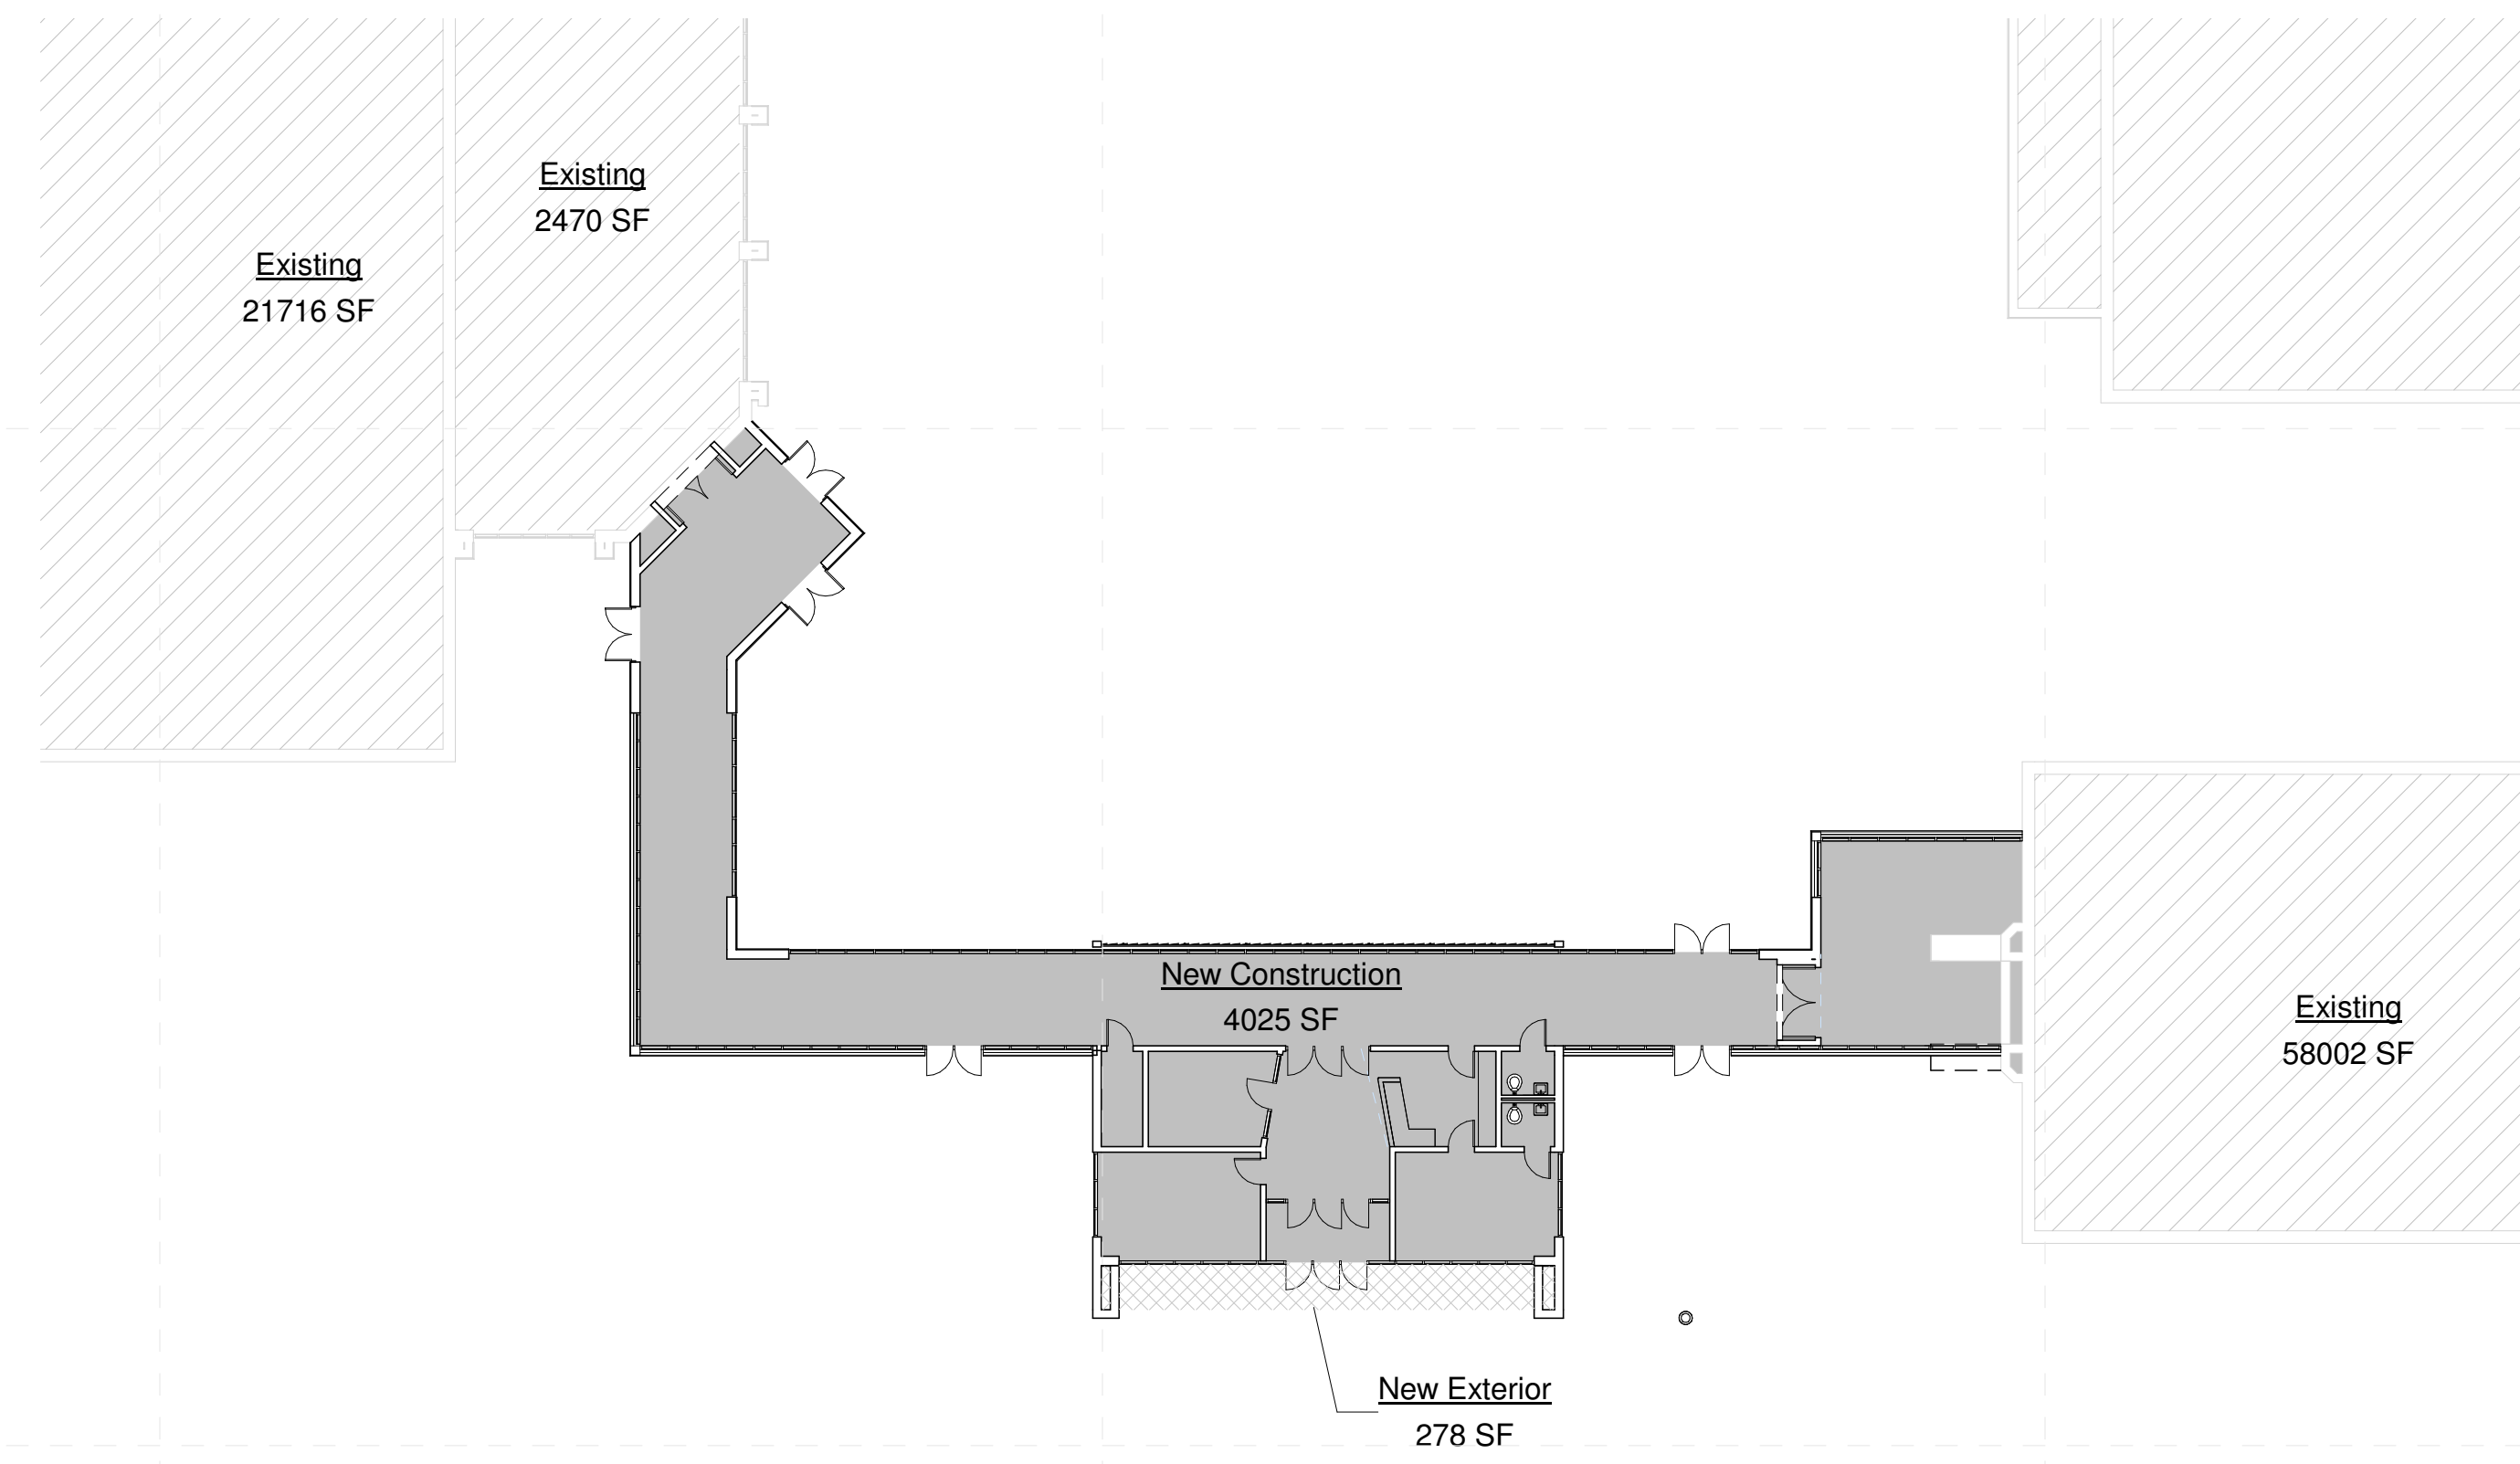 Existing
2470 SF
Existing
21716 SF
New Construction
4025 SF
Existing
58002 SF
New Exterior
278 SF